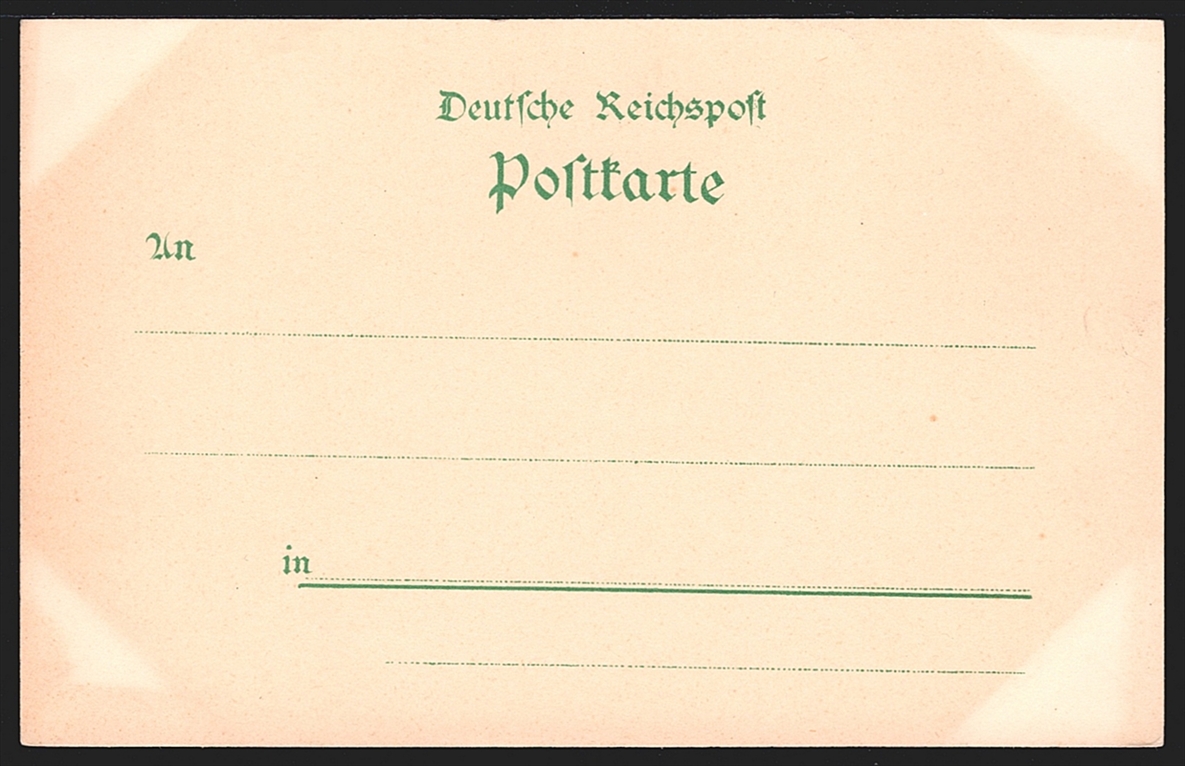 Deutſche Reichspoſt
Poſtkarte
An
in